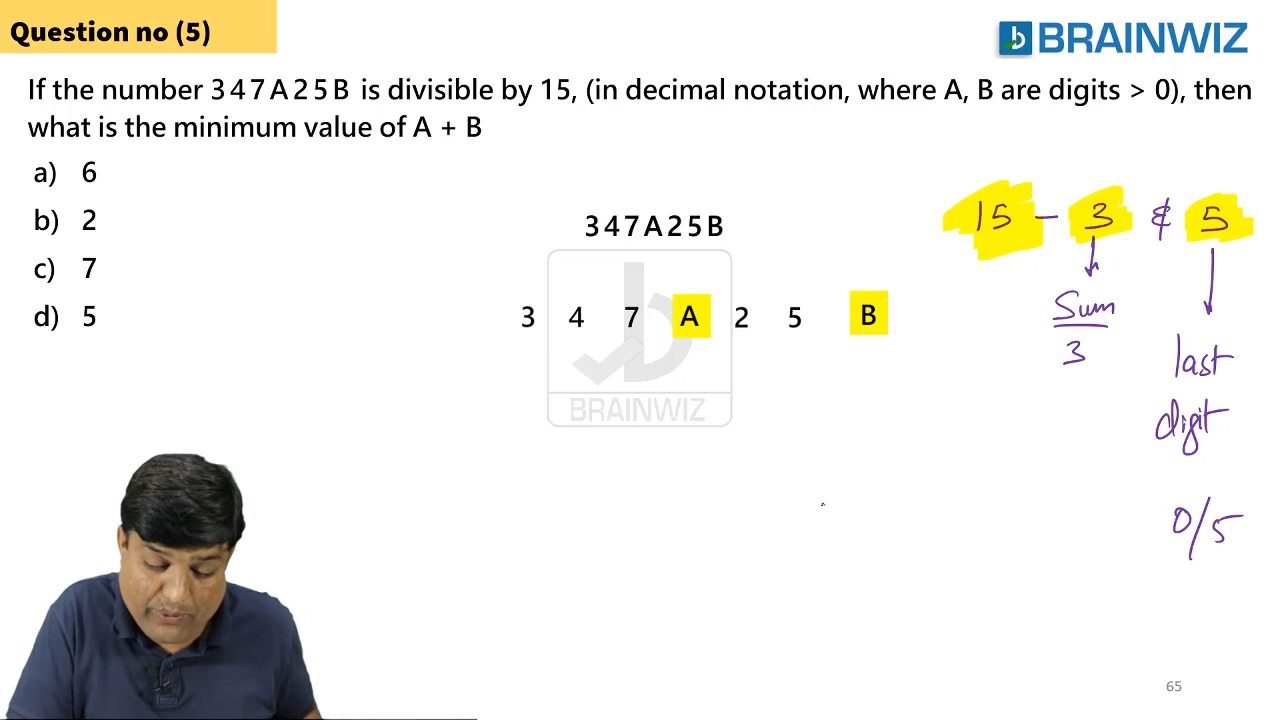 Question no (5)
BRAINWIZ
If the number 3 4 7 A 2 5 B is divisible by 15, (in decimal notation, where A, B are digits > 0), then
what is the minimum value of A + B
a) 6
b) 2
c) 7
d) 5
3 4 7 A 2 5 B
3 4 7 A 2 5 B
BRAINWIZ
15 - 3 & 5
Sum
3
last
digit
0/5
65